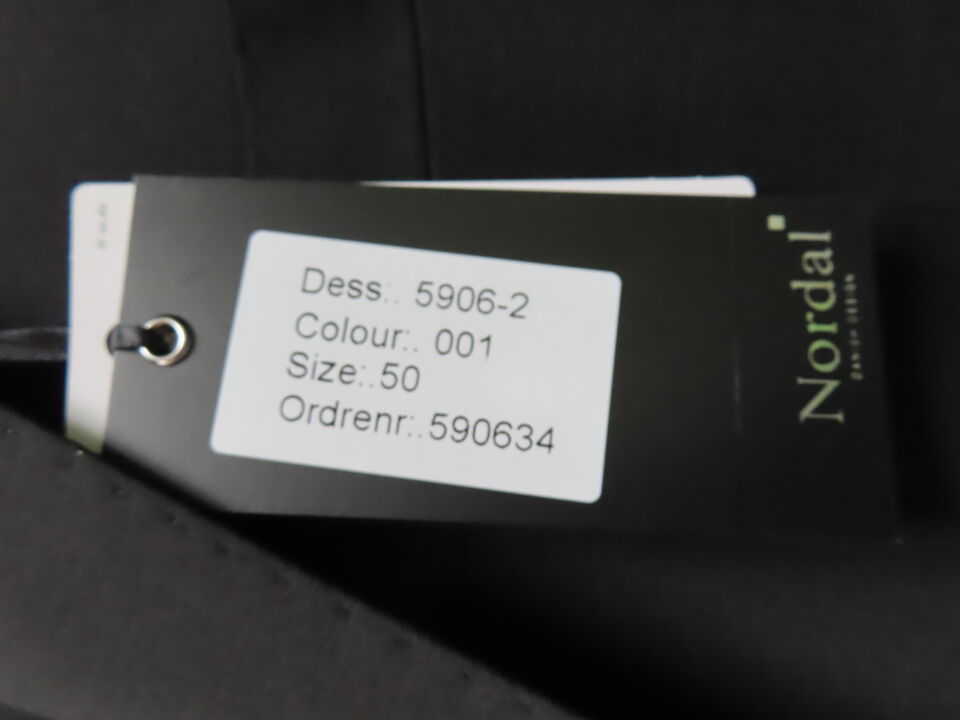 Dess:. 5906-2
Colour:. 001
Size:.50
Ordrenr:.590634
Nordal